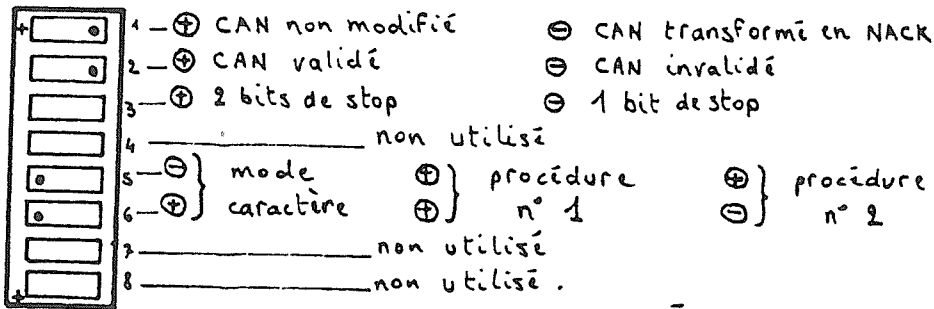 + 1 — ⊕ CAN non modifié ⊖ CAN transformé en NACK
2 — ⊕ CAN validé ⊖ CAN invalidé
3 — ⊕ 2 bits de stop ⊖ 1 bit de stop
4 — non utilisé
5 — ⊖ } mode ⊕ } procédure ⊕ } procédure
6 — ⊕ } caractère ⊕ } n° 1 ⊖ } n° 2
7 — non utilisé
+ 8 — non utilisé .